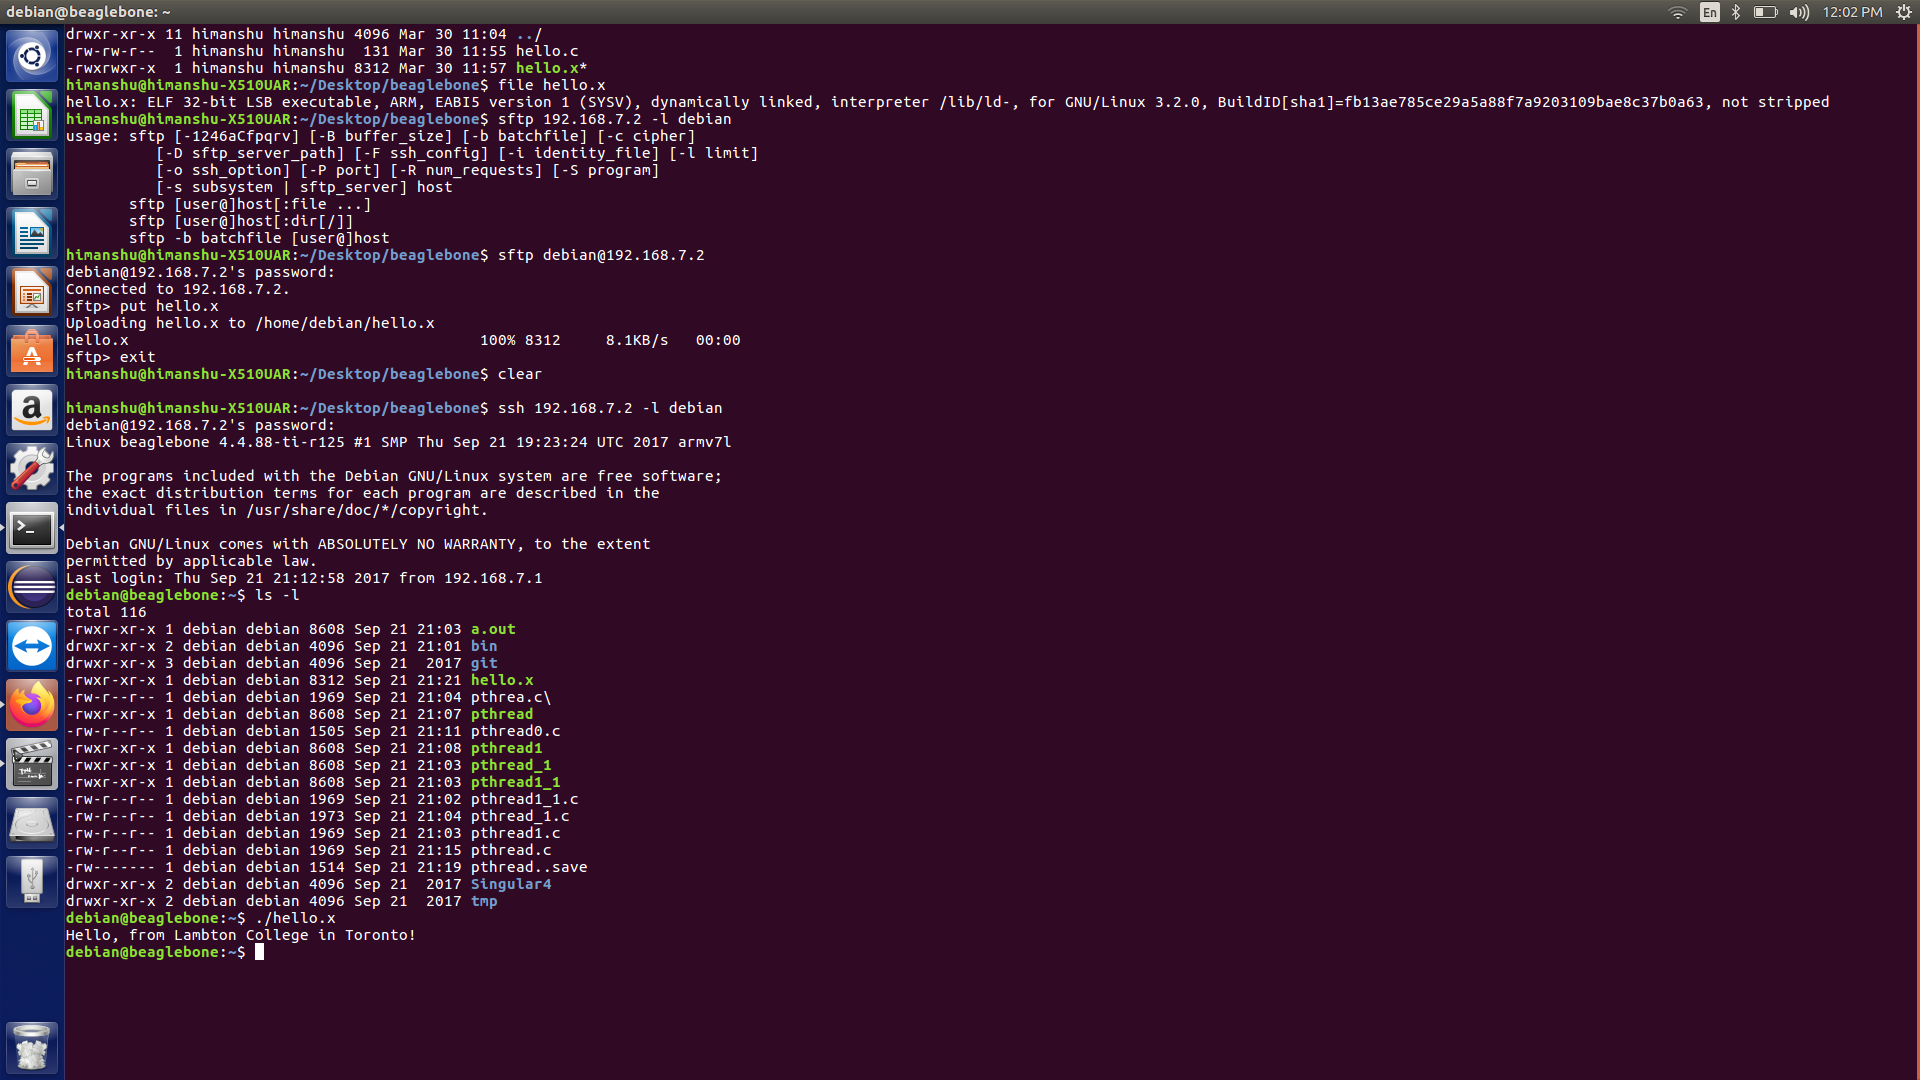 debian@beaglebone: ~
En
12:02 PM
drwxr-xr-x 11 himanshu himanshu 4096 Mar 30 11:04 ../
-rw-rw-r--  1 himanshu himanshu  131 Mar 30 11:55 hello.c
-rwxrwxr-x  1 himanshu himanshu 8312 Mar 30 11:57 hello.x*
himanshu@himanshu-X510UAR:~/Desktop/beaglebone$ file hello.x
hello.x: ELF 32-bit LSB executable, ARM, EABI5 version 1 (SYSV), dynamically linked, interpreter /lib/ld-, for GNU/Linux 3.2.0, BuildID[sha1]=fb13ae785ce29a5a88f7a9203109bae8c37b0a63, not stripped
himanshu@himanshu-X510UAR:~/Desktop/beaglebone$ sftp 192.168.7.2 -l debian
usage: sftp [-1246aCfpqrv] [-B buffer_size] [-b batchfile] [-c cipher]
          [-D sftp_server_path] [-F ssh_config] [-i identity_file] [-l limit]
          [-o ssh_option] [-P port] [-R num_requests] [-S program]
          [-s subsystem | sftp_server] host
       sftp [user@]host[:file ...]
       sftp [user@]host[:dir[/]]
       sftp -b batchfile [user@]host
himanshu@himanshu-X510UAR:~/Desktop/beaglebone$ sftp debian@192.168.7.2
debian@192.168.7.2's password:
Connected to 192.168.7.2.
sftp> put hello.x
Uploading hello.x to /home/debian/hello.x
hello.x                                       100% 8312     8.1KB/s   00:00
sftp> exit
himanshu@himanshu-X510UAR:~/Desktop/beaglebone$ clear
himanshu@himanshu-X510UAR:~/Desktop/beaglebone$ ssh 192.168.7.2 -l debian
debian@192.168.7.2's password:
Linux beaglebone 4.4.88-ti-r125 #1 SMP Thu Sep 21 19:23:24 UTC 2017 armv7l
The programs included with the Debian GNU/Linux system are free software;
the exact distribution terms for each program are described in the
individual files in /usr/share/doc/*/copyright.
Debian GNU/Linux comes with ABSOLUTELY NO WARRANTY, to the extent
permitted by applicable law.
Last login: Thu Sep 21 21:12:58 2017 from 192.168.7.1
debian@beaglebone:~$ ls -l
total 116
-rwxr-xr-x 1 debian debian 8608 Sep 21 21:03 a.out
drwxr-xr-x 2 debian debian 4096 Sep 21 21:01 bin
drwxr-xr-x 3 debian debian 4096 Sep 21  2017 git
-rwxr-xr-x 1 debian debian 8312 Sep 21 21:21 hello.x
-rw-r--r-- 1 debian debian 1969 Sep 21 21:04 pthrea.c\
-rwxr-xr-x 1 debian debian 8608 Sep 21 21:07 pthread
-rw-r--r-- 1 debian debian 1505 Sep 21 21:11 pthread0.c
-rwxr-xr-x 1 debian debian 8608 Sep 21 21:08 pthread1
-rwxr-xr-x 1 debian debian 8608 Sep 21 21:03 pthread_1
-rwxr-xr-x 1 debian debian 8608 Sep 21 21:03 pthread1_1
-rw-r--r-- 1 debian debian 1969 Sep 21 21:02 pthread1_1.c
-rw-r--r-- 1 debian debian 1973 Sep 21 21:04 pthread_1.c
-rw-r--r-- 1 debian debian 1969 Sep 21 21:03 pthread1.c
-rw-r--r-- 1 debian debian 1969 Sep 21 21:15 pthread.c
-rw------- 1 debian debian 1514 Sep 21 21:19 pthread..save
drwxr-xr-x 2 debian debian 4096 Sep 21  2017 Singular4
drwxr-xr-x 2 debian debian 4096 Sep 21  2017 tmp
debian@beaglebone:~$ ./hello.x
Hello, from Lambton College in Toronto!
debian@beaglebone:~$